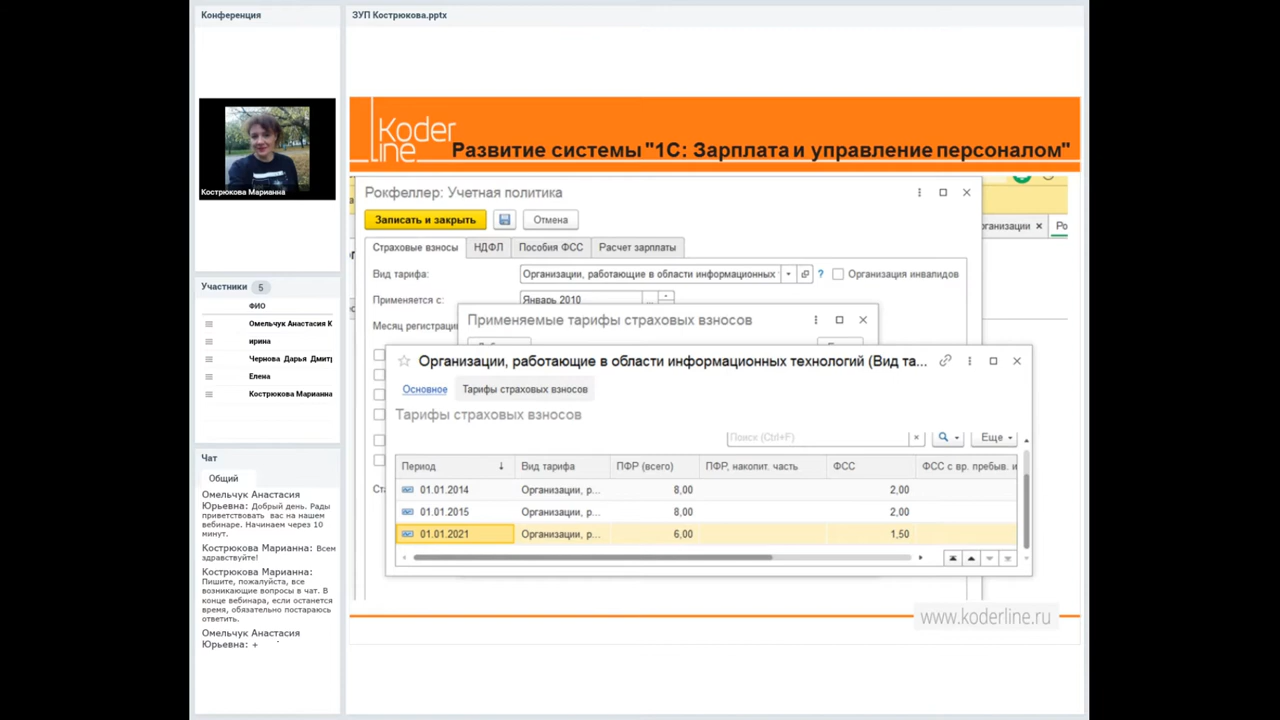 Конференция
ЗУП Кострюкова.pptx
Кострюкова Марианна
Участники 5
ФИО
Омельчук Анастасия К
ирина
Чернова Дарья Дмитр
Елена
Кострюкова Марианна
Чат
Общий
Омельчук Анастасия
Юрьевна: Добрый день. Рады
приветствовать вас на нашем
вебинаре. Начинаем через 10
минут.
Кострюкова Марианна: Всем
здравствуйте!
Кострюкова Марианна:
Пишите, пожалуйста, все
возникающие вопросы в чат. В
конце вебинара, если останется
время, обязательно постараюсь
ответить.
Омельчук Анастасия
Юрьевна: +
Koder
line
Развитие системы "1С: Зарплата и управление персоналом"
Рокфеллер: Учетная политика
Записать и закрыть Отмена
рганизации × Ро
Страховые взносы НДФЛ Пособия ФСС Расчет зарплаты
Вид тарифа: Организации, работающие в области информационных ? Организация инвалидов
Применяется с: Январь 2010 ...
Месяц регистраци
Применяемые тарифы страховых взносов
Организации, работающие в области информационных технологий (Вид та...
Основное Тарифы страховых взносов
Тарифы страховых взносов
Поиск (Ctrl+F) × Еще
Период ↓ Вид тарифа ПФР (всего) ПФР, накопит. часть ФСС ФСС с вр. пребыв. и
01.01.2014 Организации, р... 8,00 2,00
01.01.2015 Организации, р... 8,00 2,00
01.01.2021 Организации, р... 6,00 1,50
Ста
www.koderline.ru